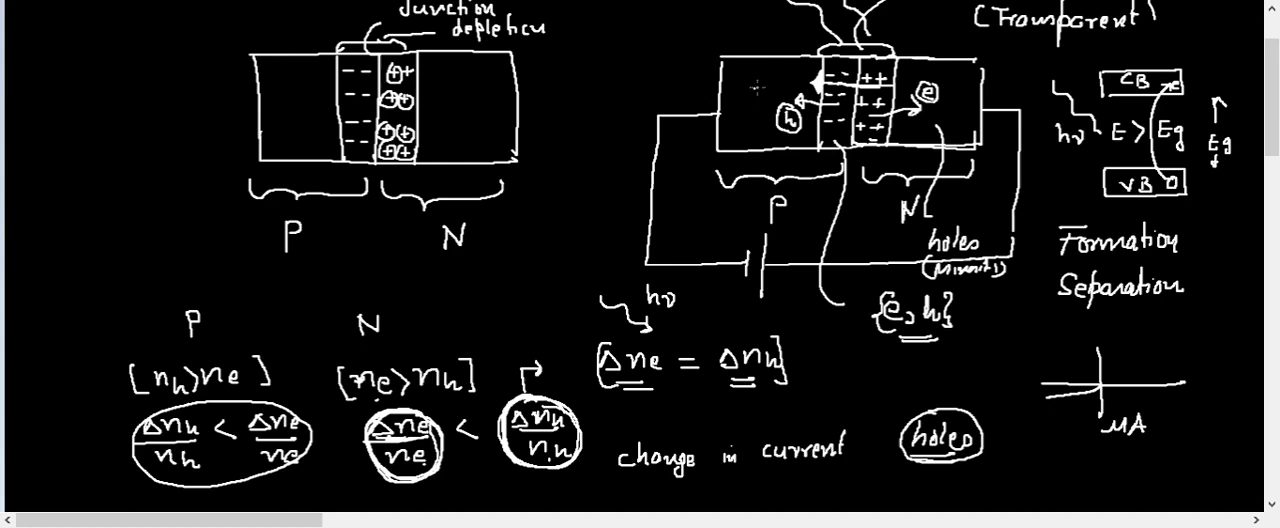 Junction
depletion
(Transparent)
- - + +
- - + +
- - + +
- - + +
- - + +
- - + +
- - + +
-
h
e
CB e
hν E > Eg Eg
VB
P N
P N
holes
(Minority)
Formation
Separation
hν
{e, h}
P N
[nh > ne] [ne > nh] [Δne = Δnh]
Δnh/nh < Δne/ne Δne/ne < Δnh/nh
change in current holes
μA